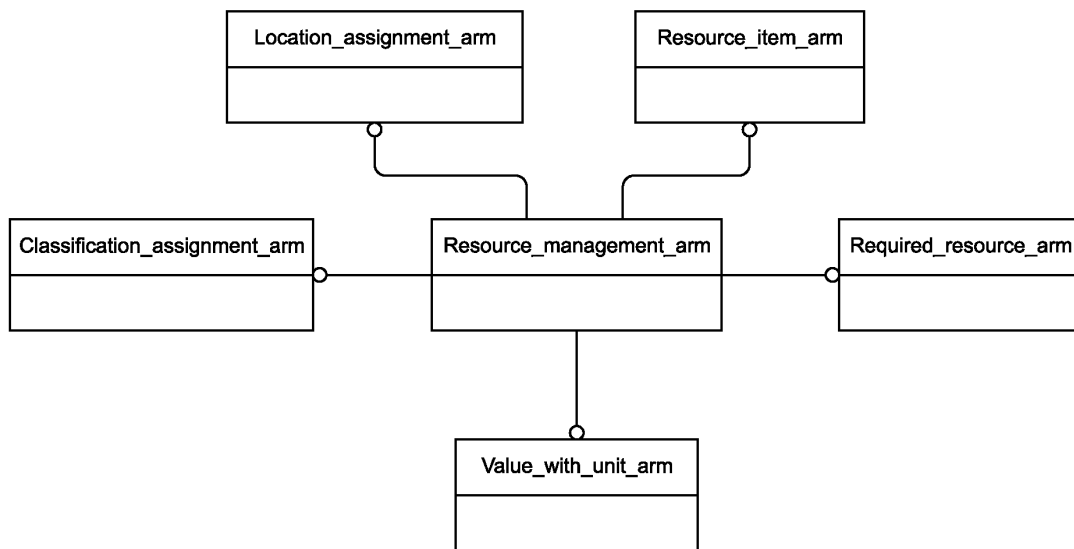 Location_assignment_arm
Resource_item_arm
Classification_assignment_arm
Resource_management_arm
Required_resource_arm
Value_with_unit_arm